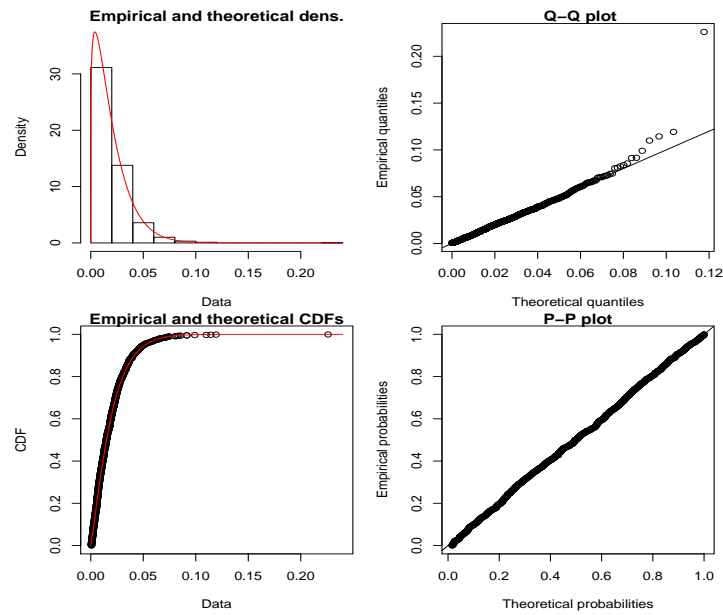 Empirical and theoretical dens.
Density
0 10 20 30
0.00 0.05 0.10 0.15 0.20
Data
Q−Q plot
Empirical quantiles
0.00 0.05 0.10 0.15 0.20
0.00 0.02 0.04 0.06 0.08 0.10 0.12
Theoretical quantiles
Empirical and theoretical CDFs
CDF
0.0 0.2 0.4 0.6 0.8 1.0
0.00 0.05 0.10 0.15 0.20
Data
P−P plot
Empirical probabilities
0.0 0.2 0.4 0.6 0.8 1.0
0.0 0.2 0.4 0.6 0.8 1.0
Theoretical probabilities